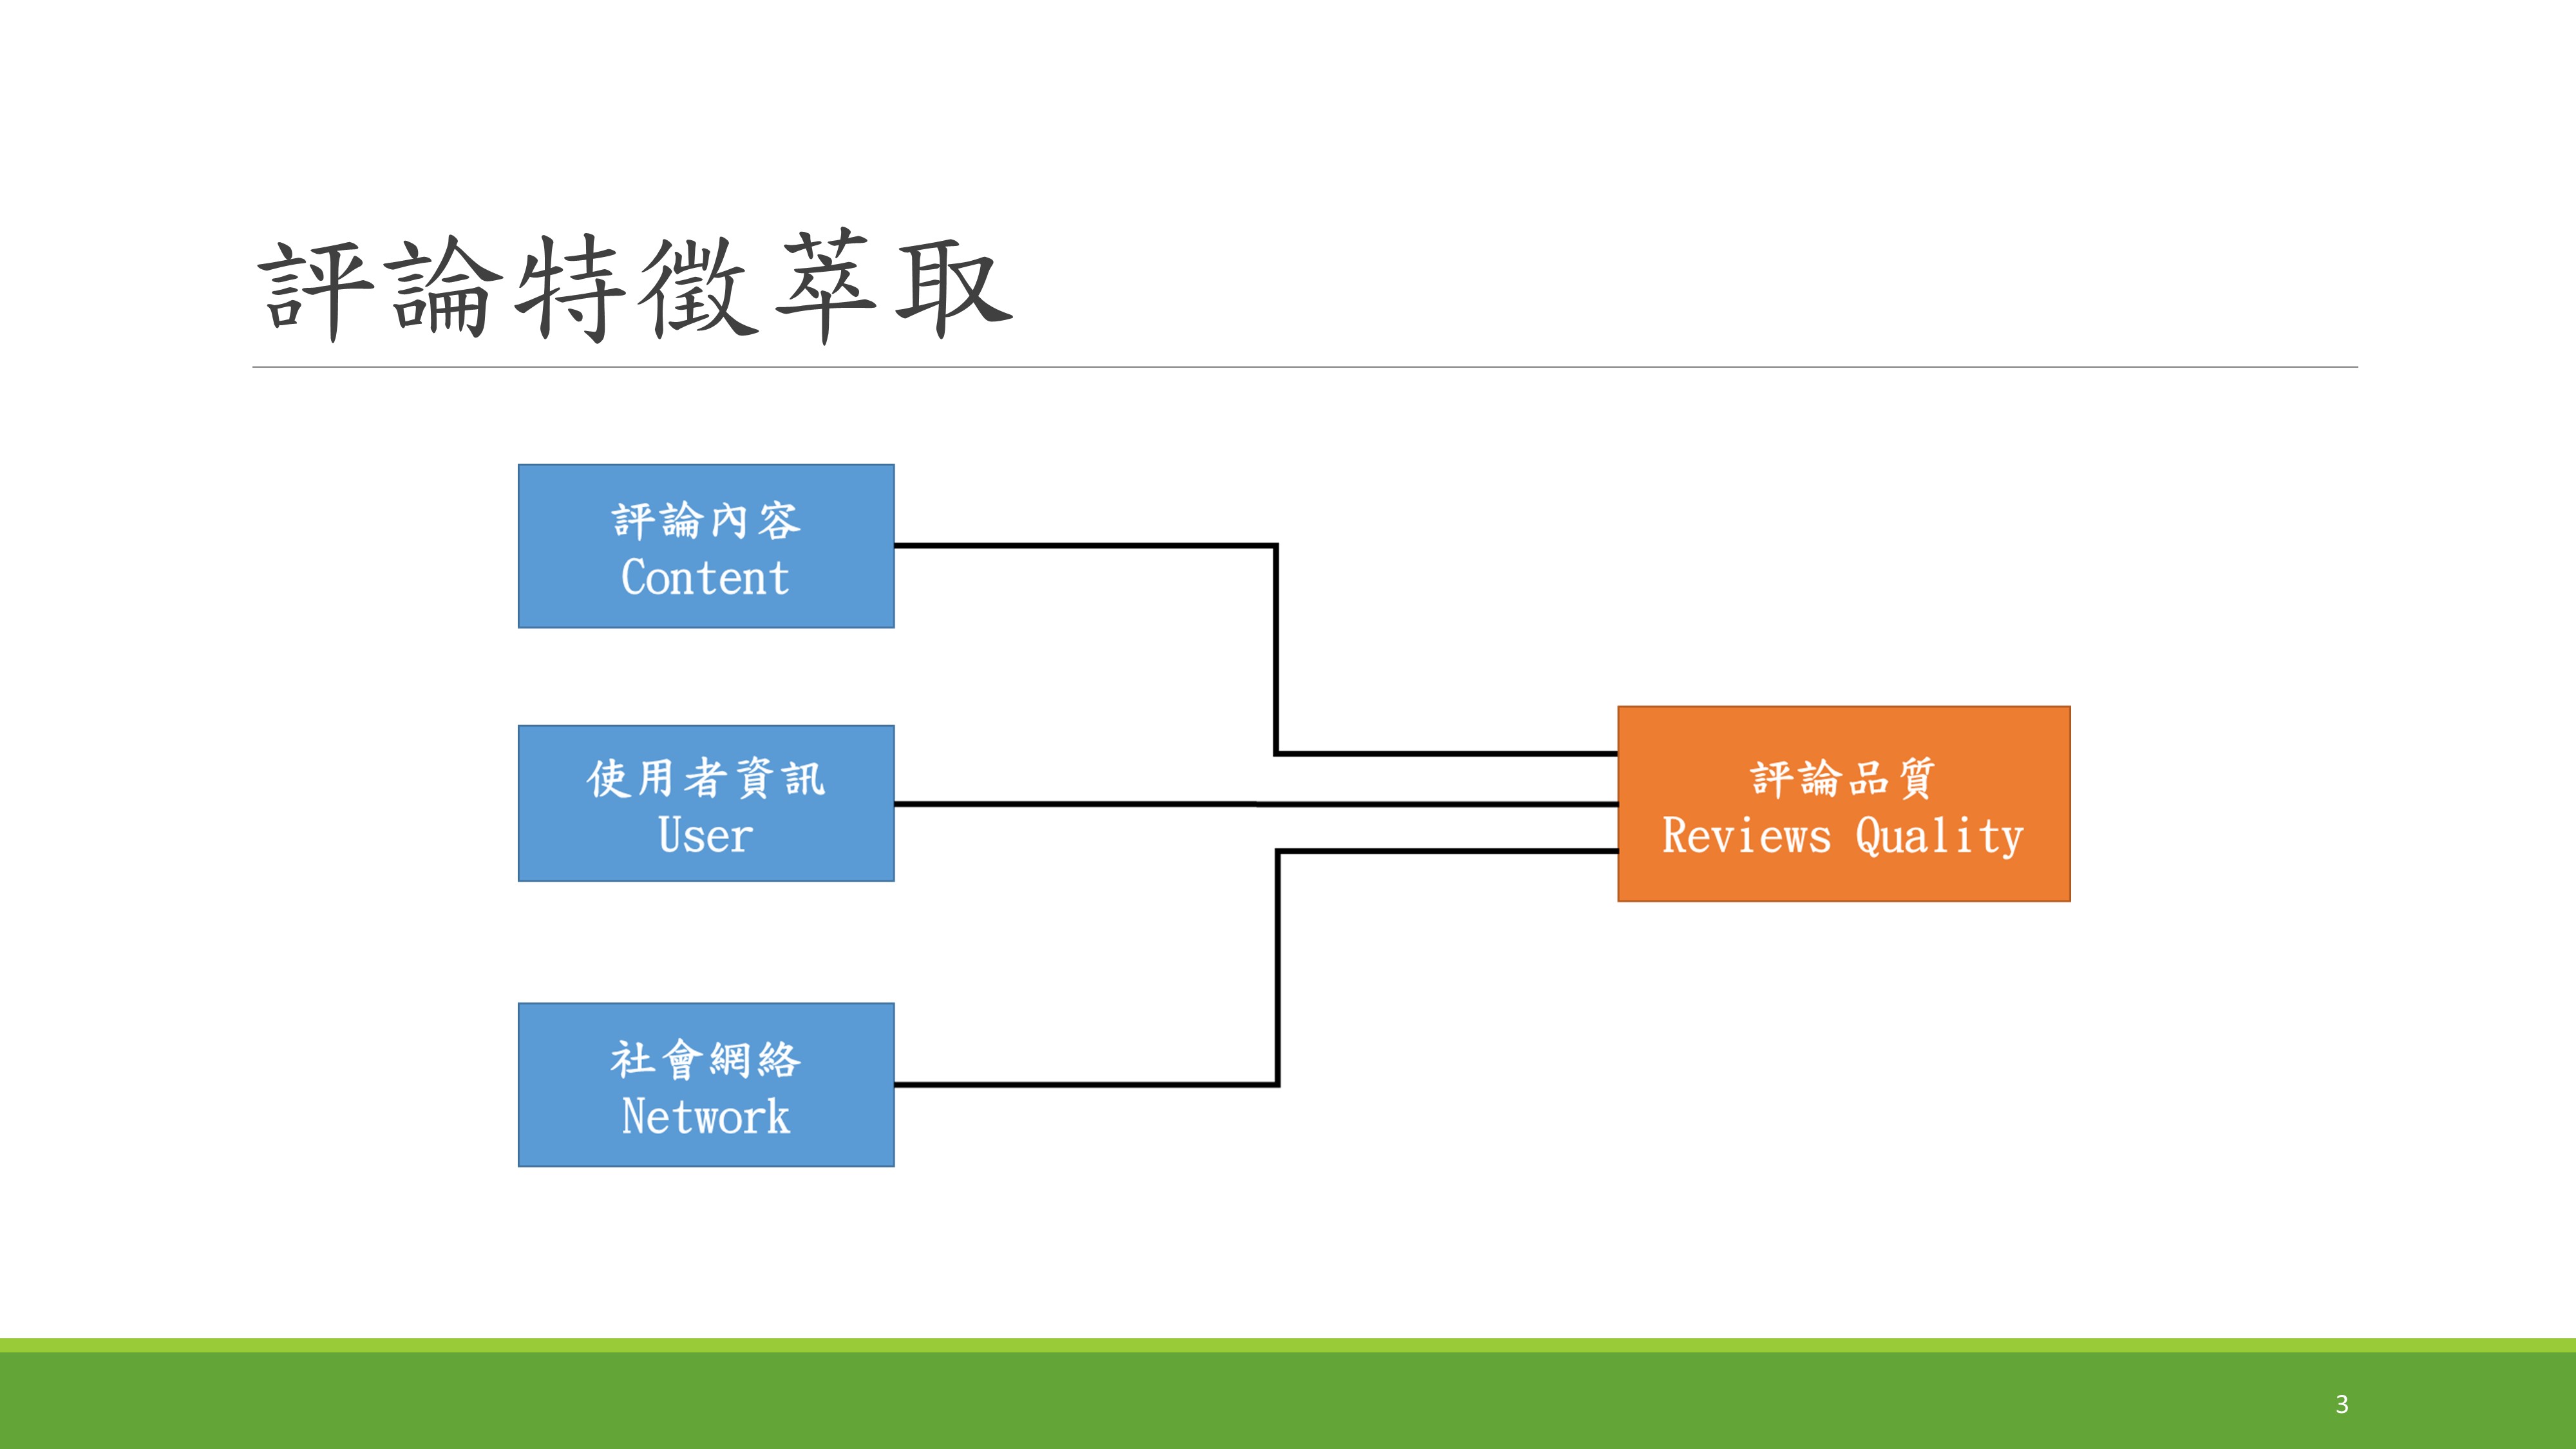 評論特徵萃取
評論內容
Content
使用者資訊
User
社會網絡
Network
評論品質
Reviews Quality
3